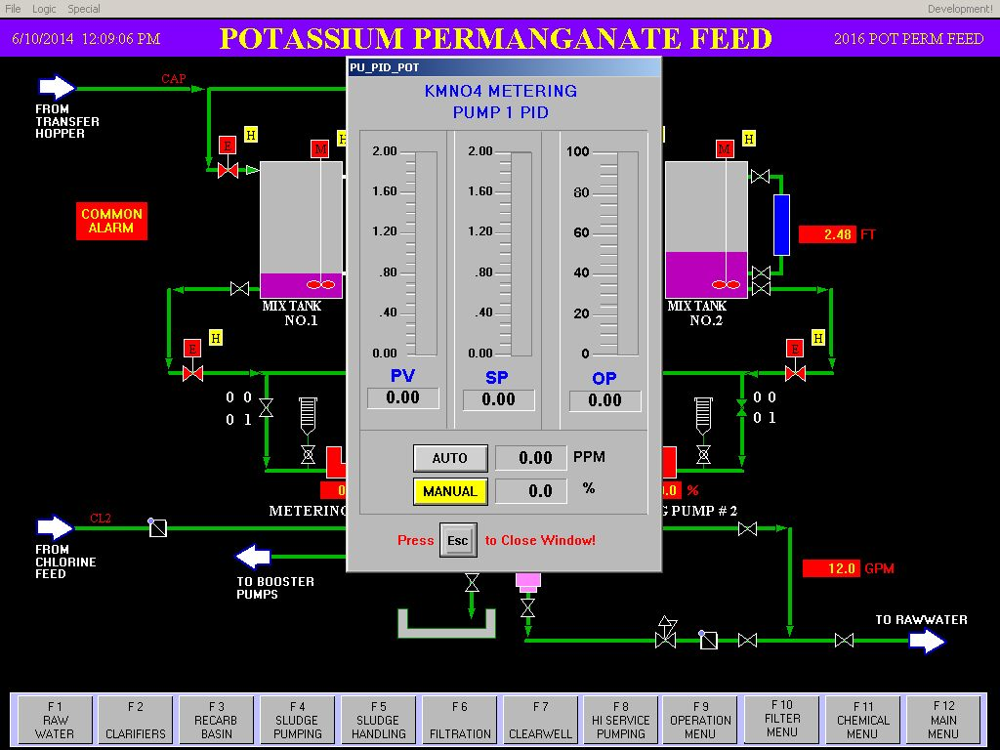 File Logic Special Development!
6/10/2014 12:09:06 PM POTASSIUM PERMANGANATE FEED 2016 POT PERM FEED
PU_PID_POT
KMNO4 METERING
PUMP 1 PID
CAP
FROM
TRANSFER
HOPPER
E H M H
M H
COMMON
ALARM
2.00 2.00 100
1.60 1.60 80
1.20 1.20 60
.80 .80 40
.40 .40 20
0.00 0.00 0
PV SP OP
0.00 0.00 0.00
2.48 FT
MIX TANK
NO.1
MIX TANK
NO.2
E H
E H
0 0
0 1
0 0
0 1
AUTO 0.00 PPM
MANUAL 0.0 %
0
.0 %
METERING
G PUMP # 2
Press Esc to Close Window!
CL2
FROM
CHLORINE
FEED
TO BOOSTER
PUMPS
12.0 GPM
TO RAWWATER
F 1
RAW
WATER
F 2
CLARIFIERS
F 3
RECARB
BASIN
F 4
SLUDGE
PUMPING
F 5
SLUDGE
HANDLING
F 6
FILTRATION
F 7
CLEARWELL
F 8
HI SERVICE
PUMPING
F 9
OPERATION
MENU
F 10
FILTER
MENU
F 11
CHEMICAL
MENU
F 12
MAIN
MENU